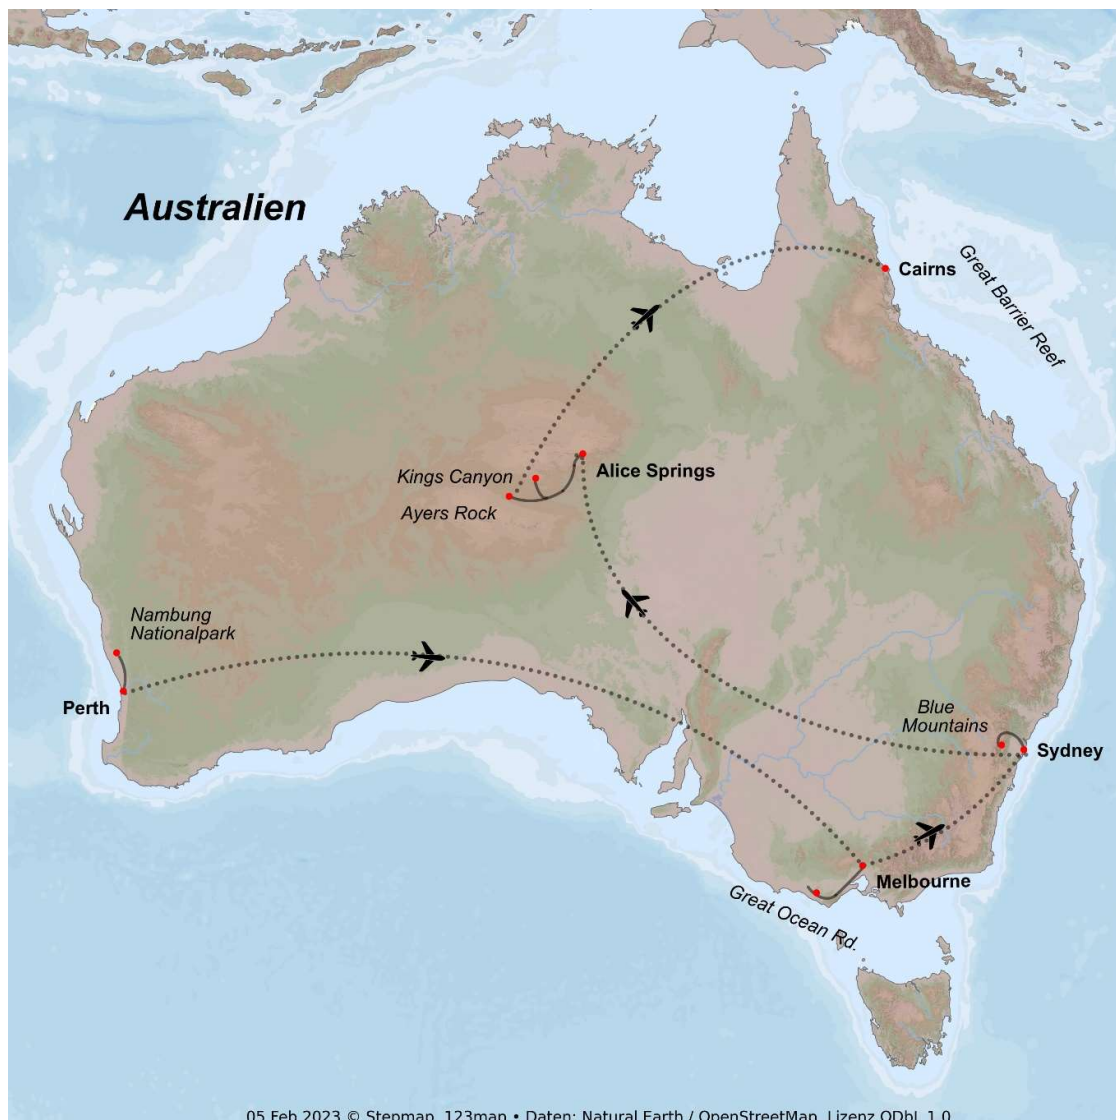 Australien
Cairns
Great Barrier Reef
Kings Canyon
Alice Springs
Ayers Rock
Nambung
Nationalpark
Perth
Blue
Mountains
Sydney
Melbourne
Great Ocean Rd.
05 Feb 2023 © Stepmap, 123map • Daten: Natural Earth / OpenStreetMap, Lizenz ODbL 1.0